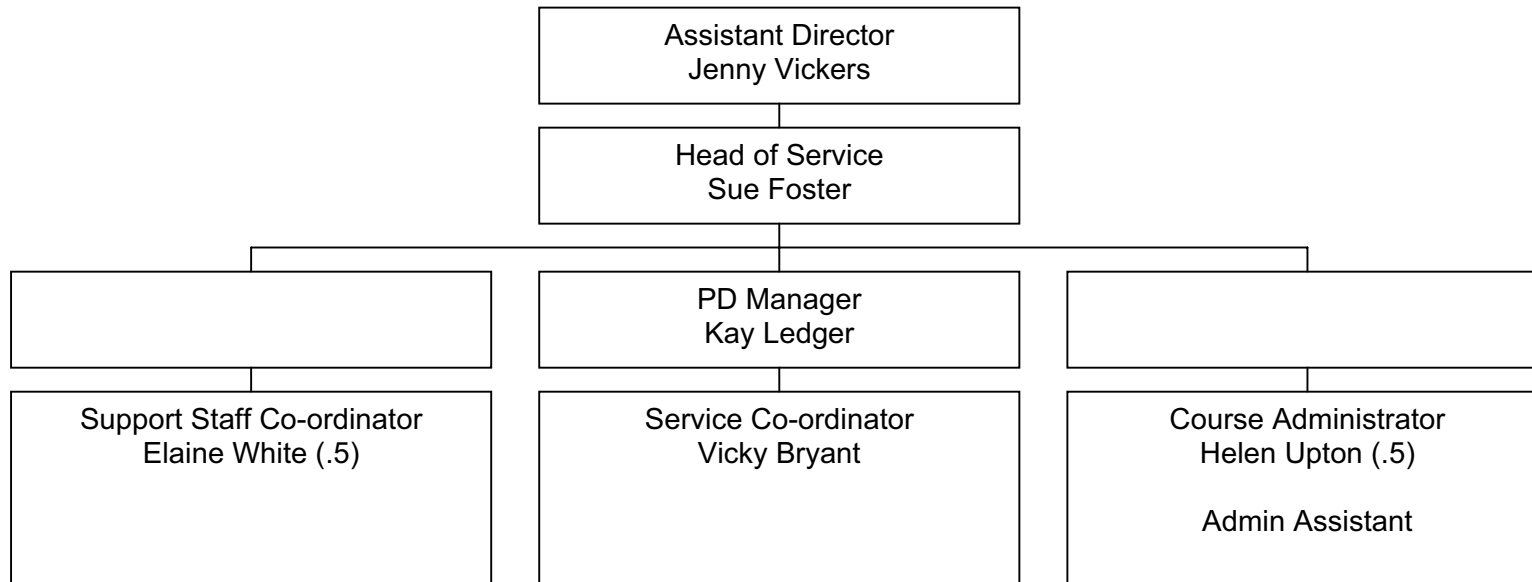 Assistant Director
Jenny Vickers
Head of Service
Sue Foster
PD Manager
Kay Ledger
Support Staff Co-ordinator
Elaine White (.5)
Service Co-ordinator
Vicky Bryant
Course Administrator
Helen Upton (.5)
Admin Assistant